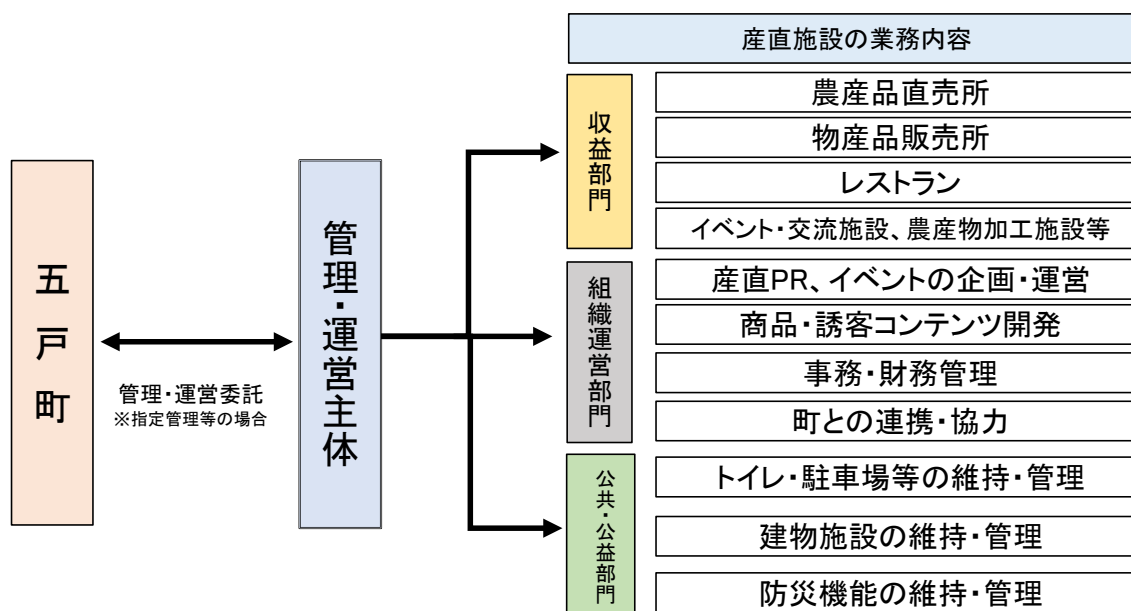 産直施設の業務内容
五戸町
管理・運営委託
※指定管理等の場合
管理・運営主体
収益部門
農産品直売所
物産品販売所
レストラン
イベント・交流施設、農産物加工施設等
組織運営部門
産直PR、イベントの企画・運営
商品・誘客コンテンツ開発
事務・財務管理
町との連携・協力
公共・公益部門
トイレ・駐車場等の維持・管理
建物施設の維持・管理
防災機能の維持・管理